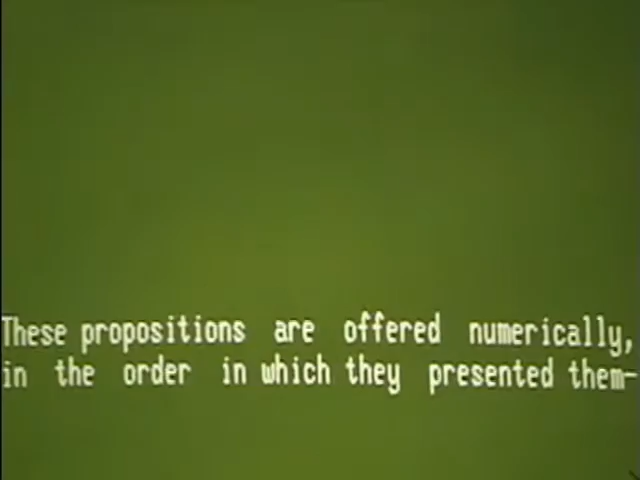 These propositions are offered numerically,
in the order in which they presented them-